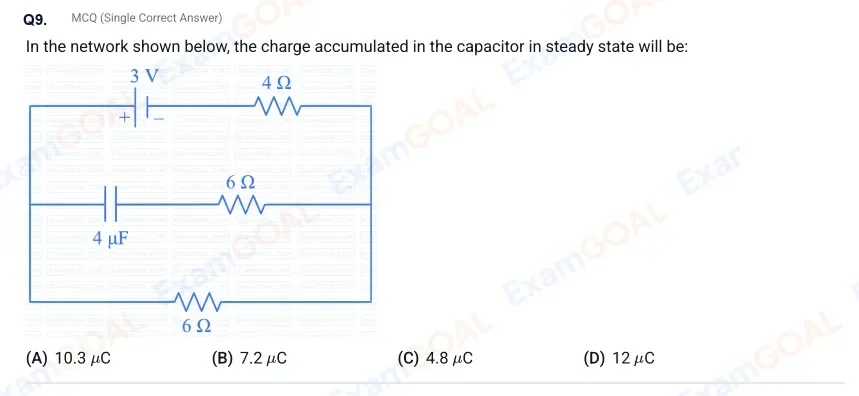 Q9. MCQ (Single Correct Answer)
In the network shown below, the charge accumulated in the capacitor in steady state will be:
3 V
4 Ω
+ −
6 Ω
4 μF
6 Ω
(A) 10.3 μC (B) 7.2 μC (C) 4.8 μC (D) 12 μC
ExamGOAL